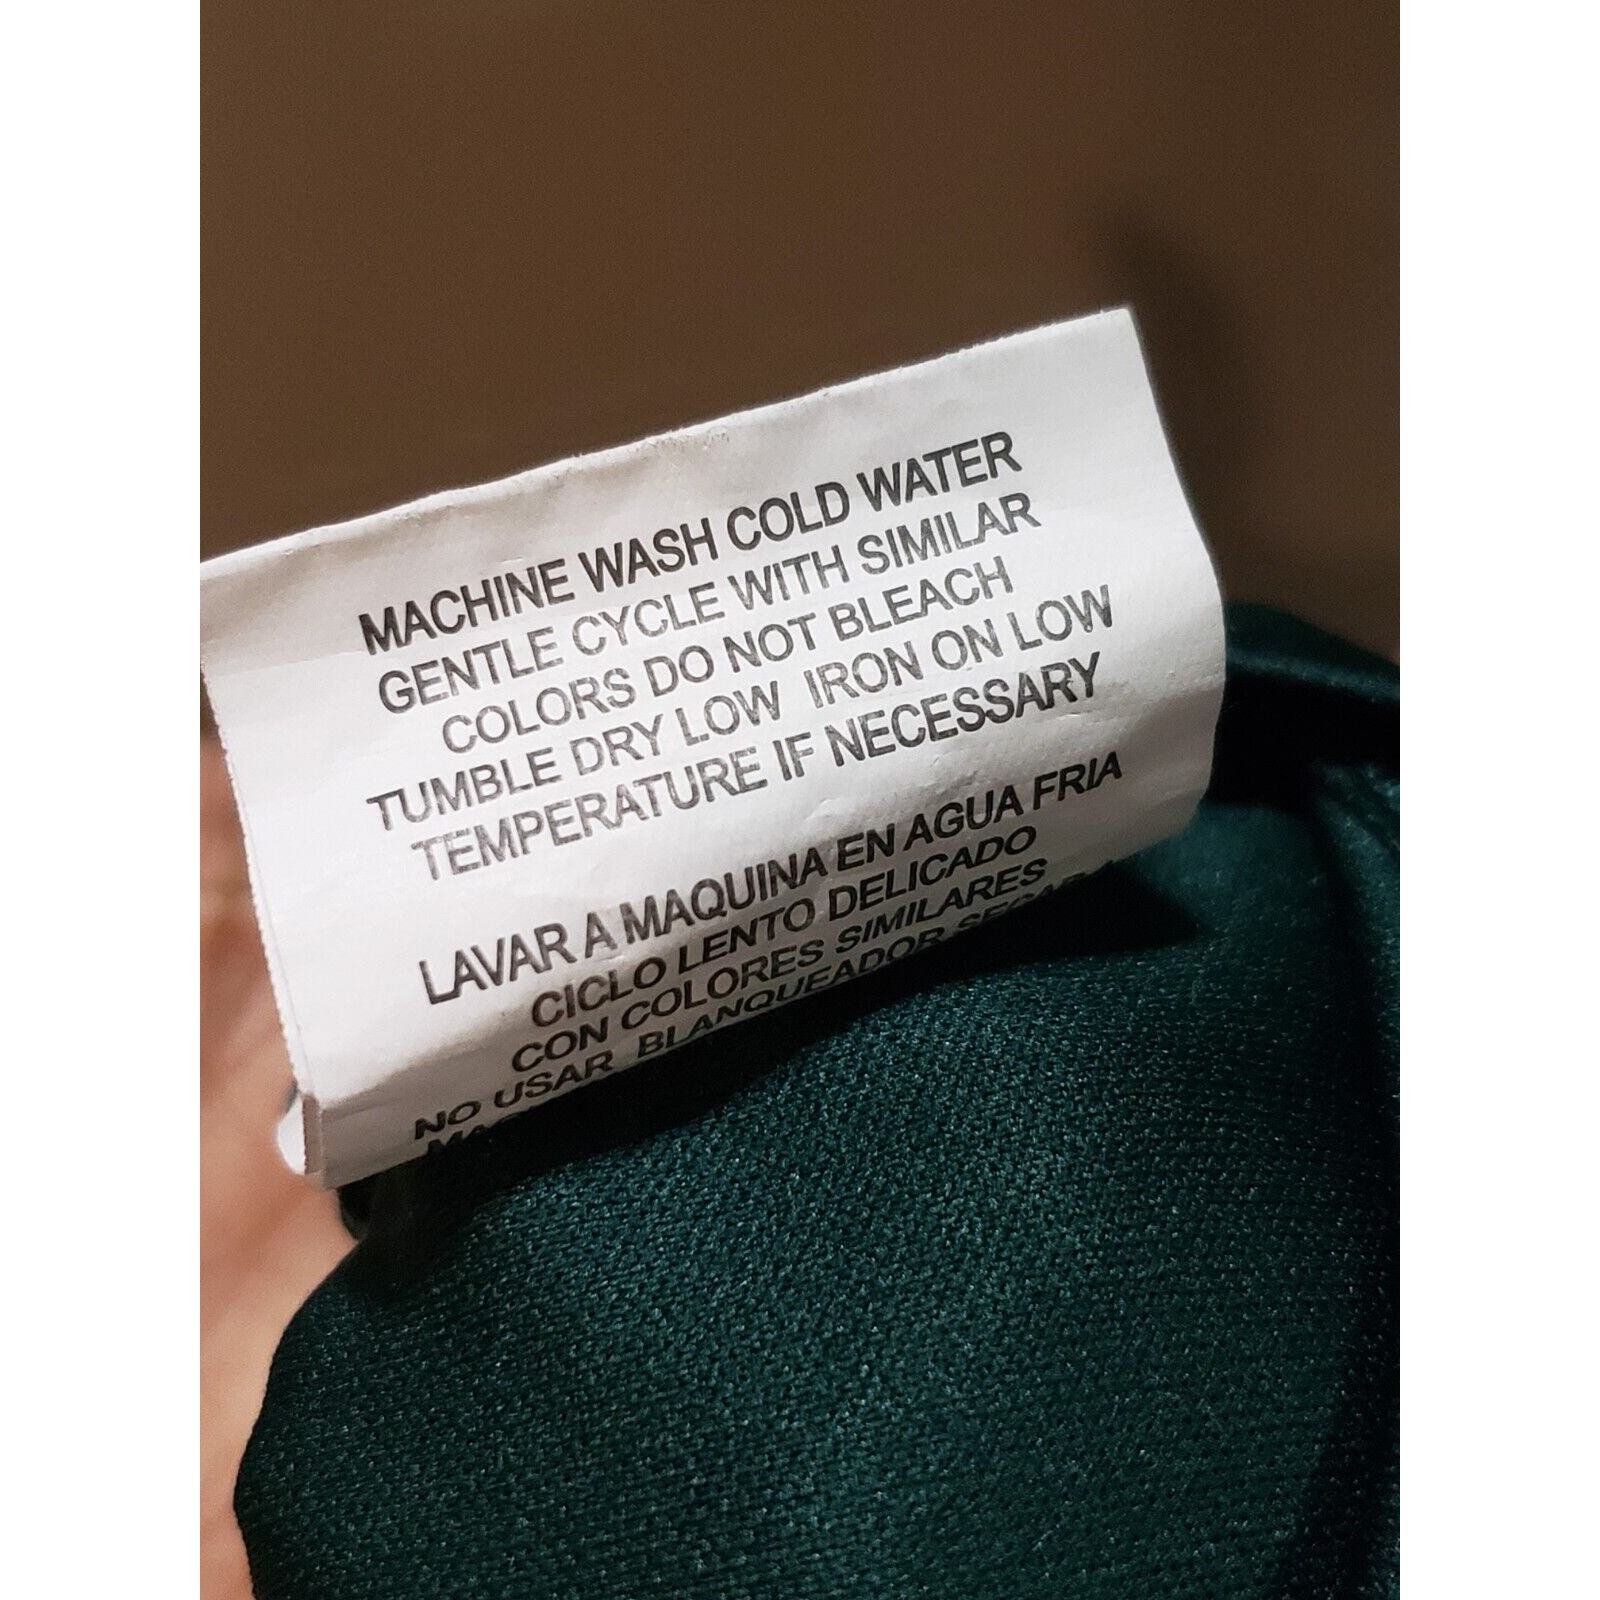 MACHINE WASH COLD WATER
GENTLE CYCLE WITH SIMILAR
COLORS DO NOT BLEACH
TUMBLE DRY LOW IRON ON LOW
TEMPERATURE IF NECESSARY
LAVAR A MAQUINA EN AGUA FRIA
CICLO LENTO DELICADO
CON COLORES SIMILARES
NO USAR BLANQUEADOR